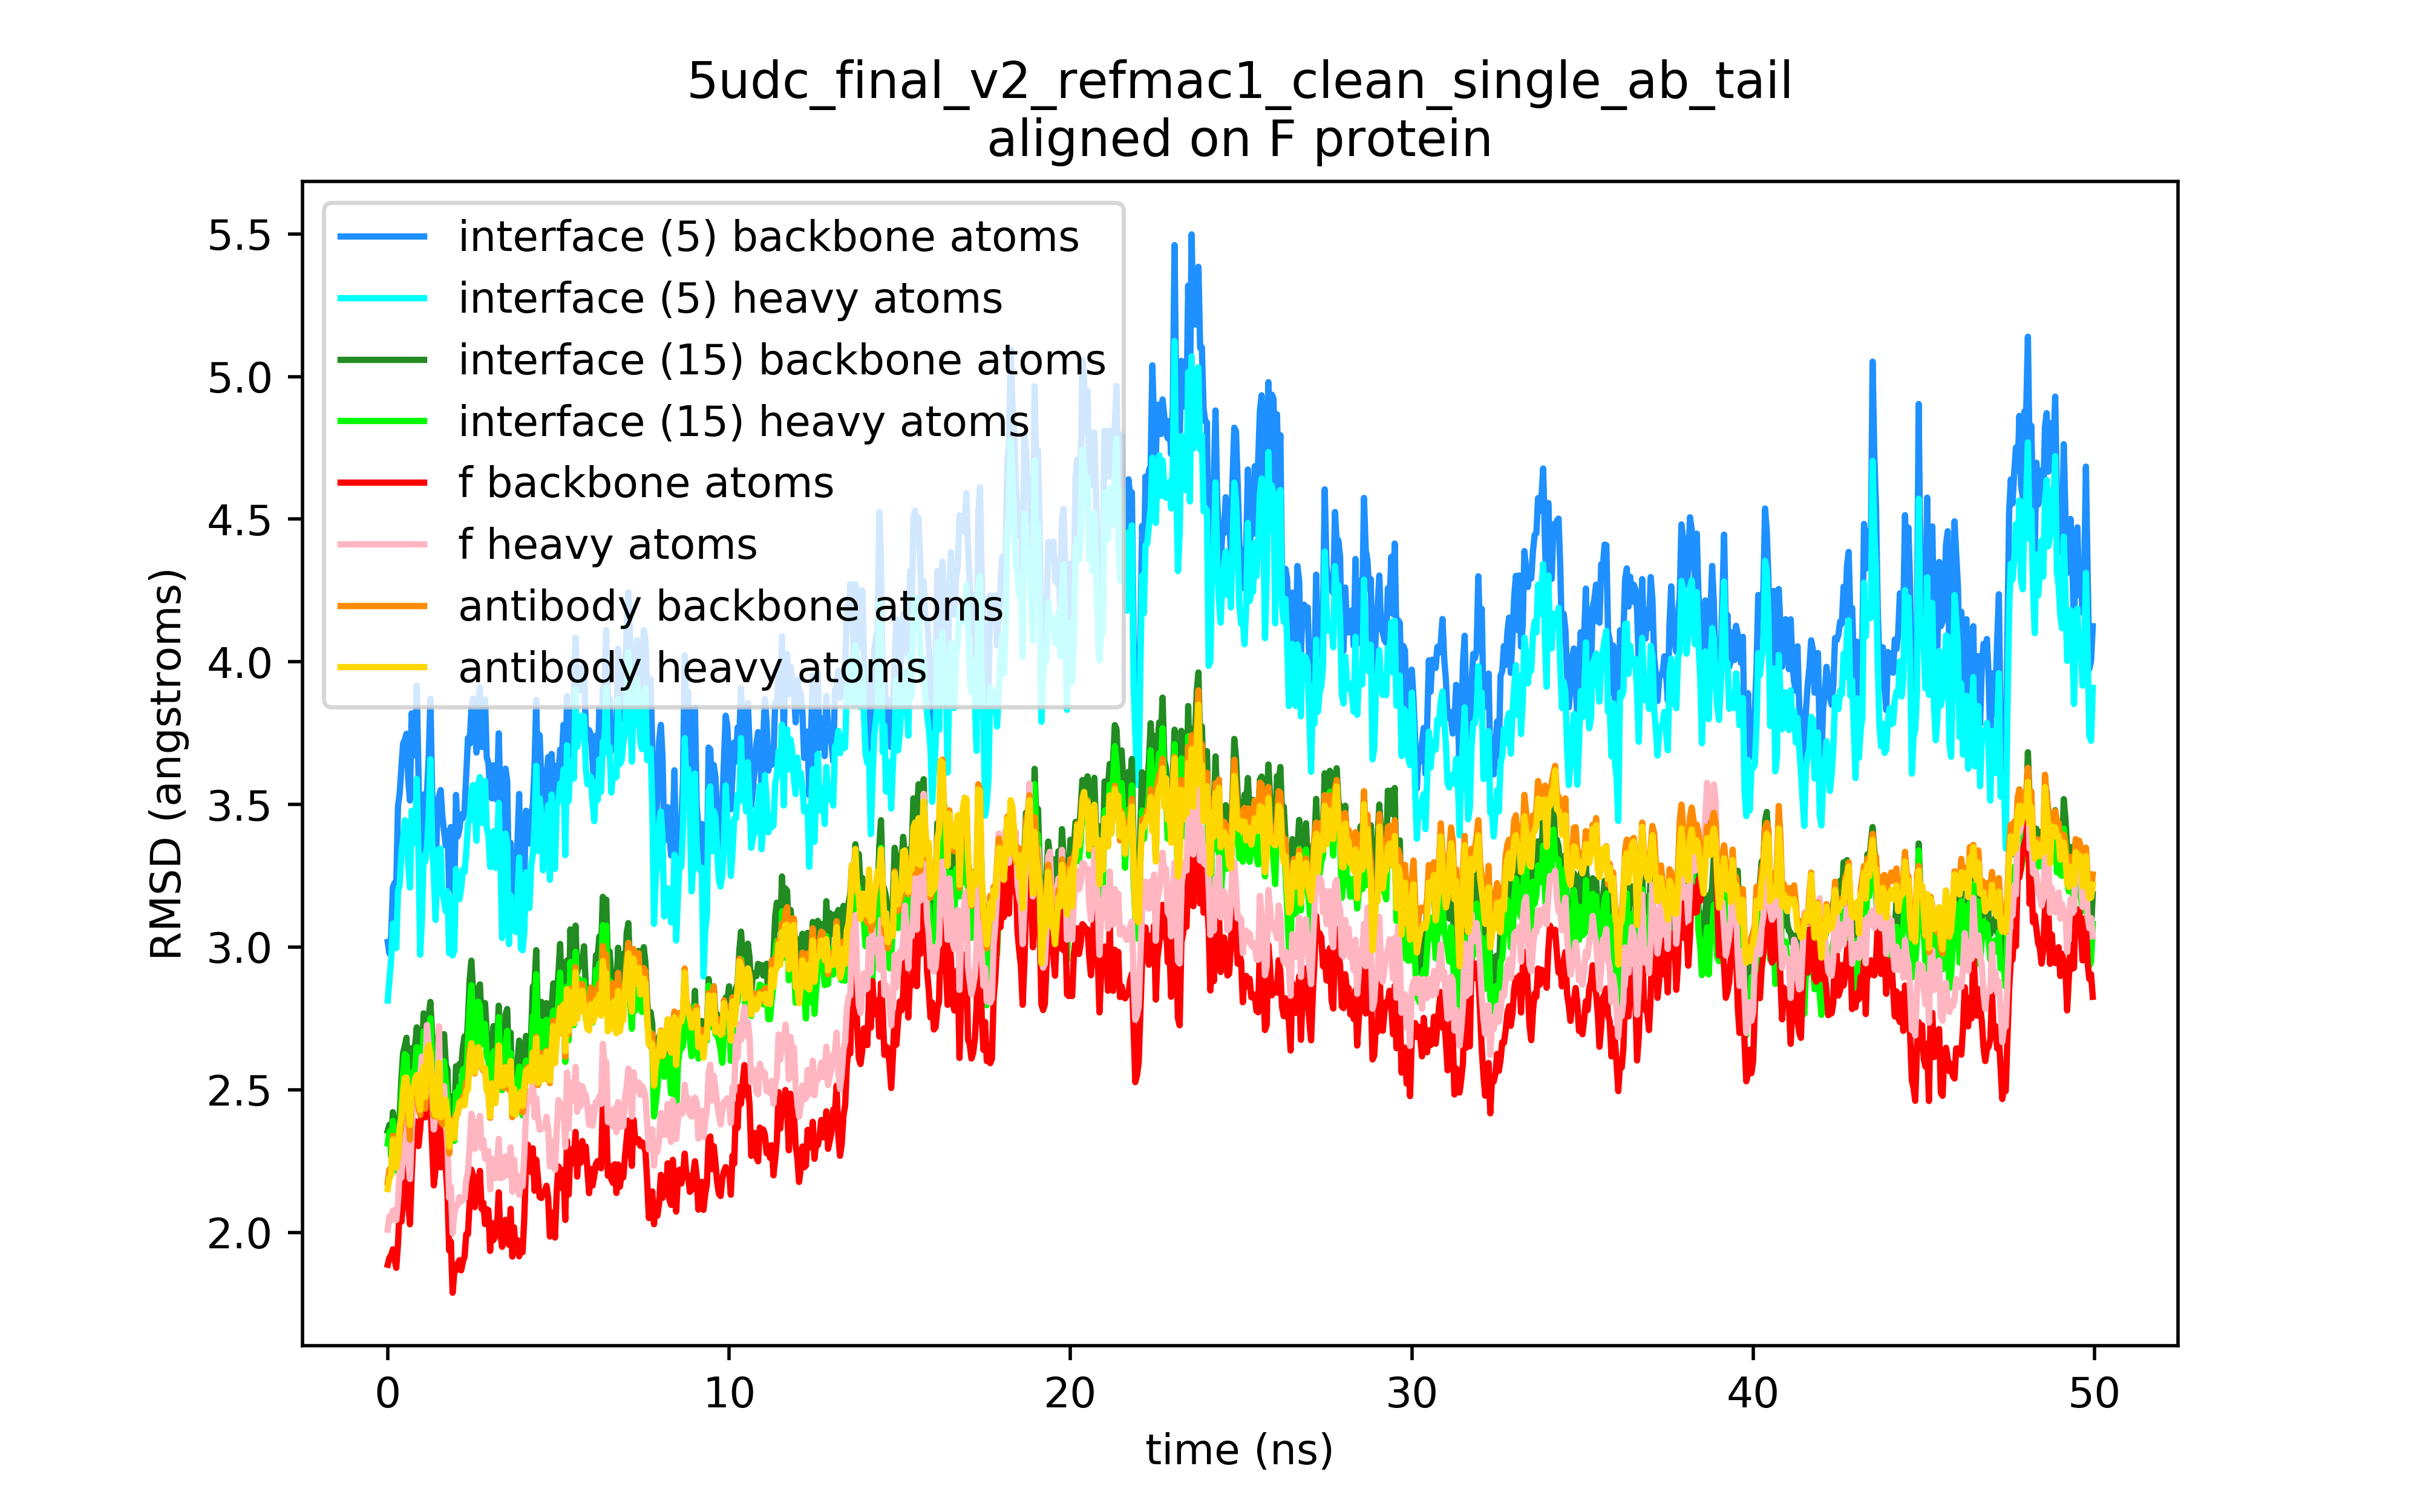 5udc_final_v2_refmac1_clean_single_ab_tail
aligned on F protein
interface (5) backbone atoms
interface (5) heavy atoms
interface (15) backbone atoms
interface (15) heavy atoms
f backbone atoms
f heavy atoms
antibody backbone atoms
antibody heavy atoms
RMSD (angstroms)
5.5
5.0
4.5
4.0
3.5
3.0
2.5
2.0
0 10 20 30 40 50
time (ns)